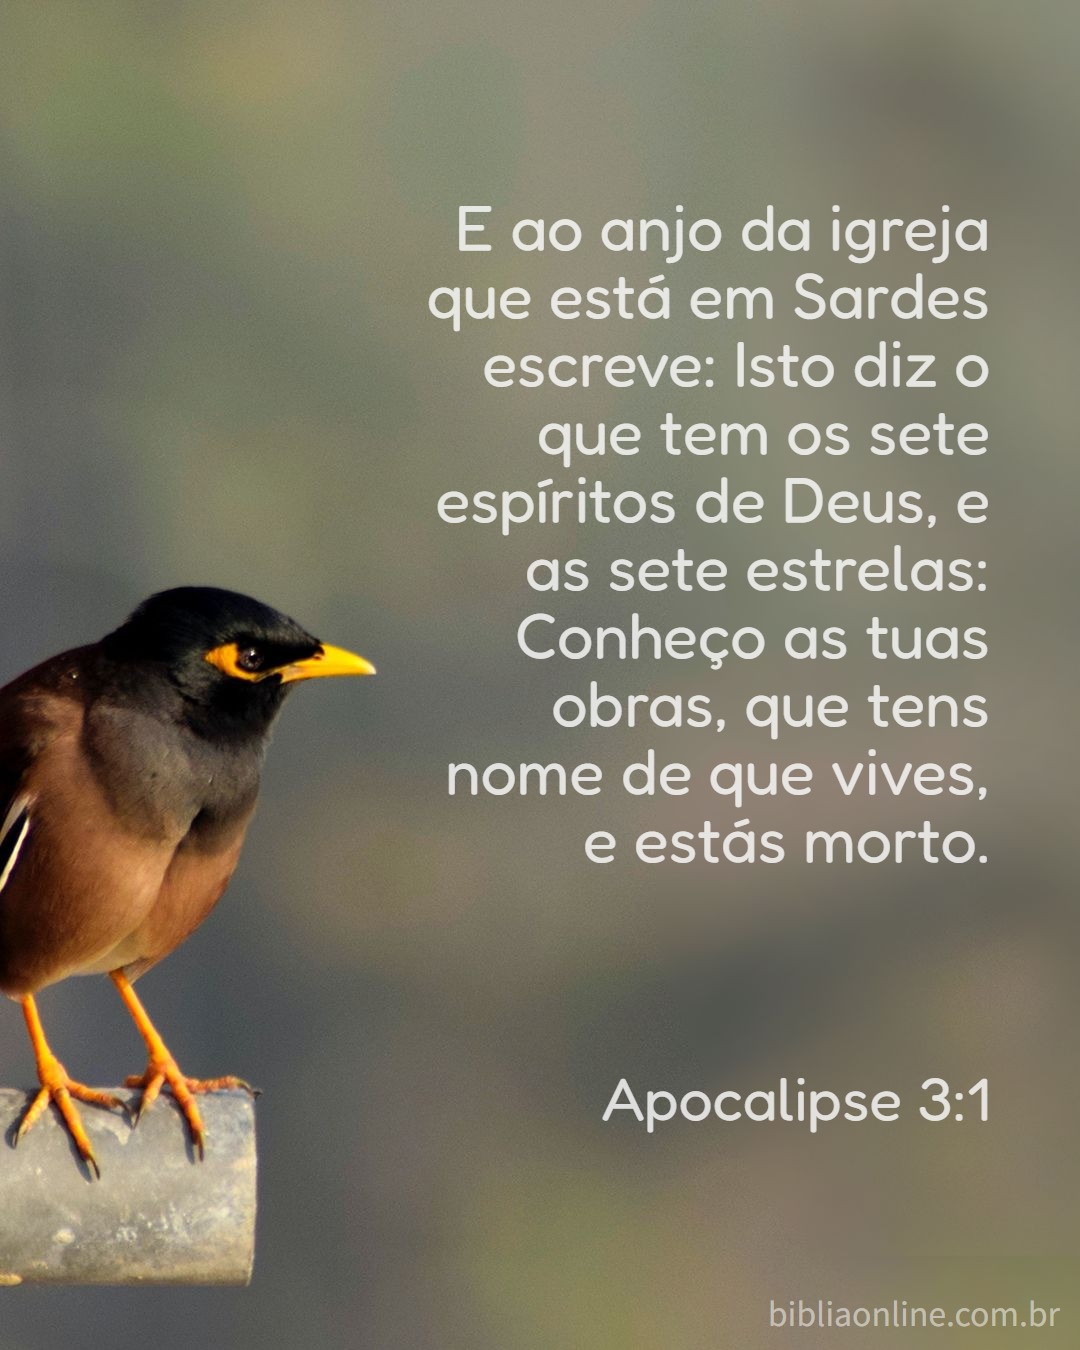 E ao anjo da igreja
que está em Sardes
escreve: Isto diz o
que tem os sete
espíritos de Deus, e
as sete estrelas:
Conheço as tuas
obras, que tens
nome de que vives,
e estás morto.
Apocalipse 3:1
bibliaonline.com.br